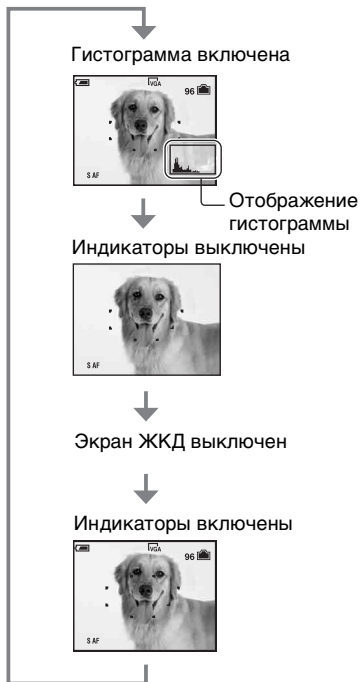 Гистограмма включена
VGA
96
S AF
Отображение
гистограммы
Индикаторы выключены
S AF
Экран ЖКД выключен
Индикаторы включены
VGA
96
S AF